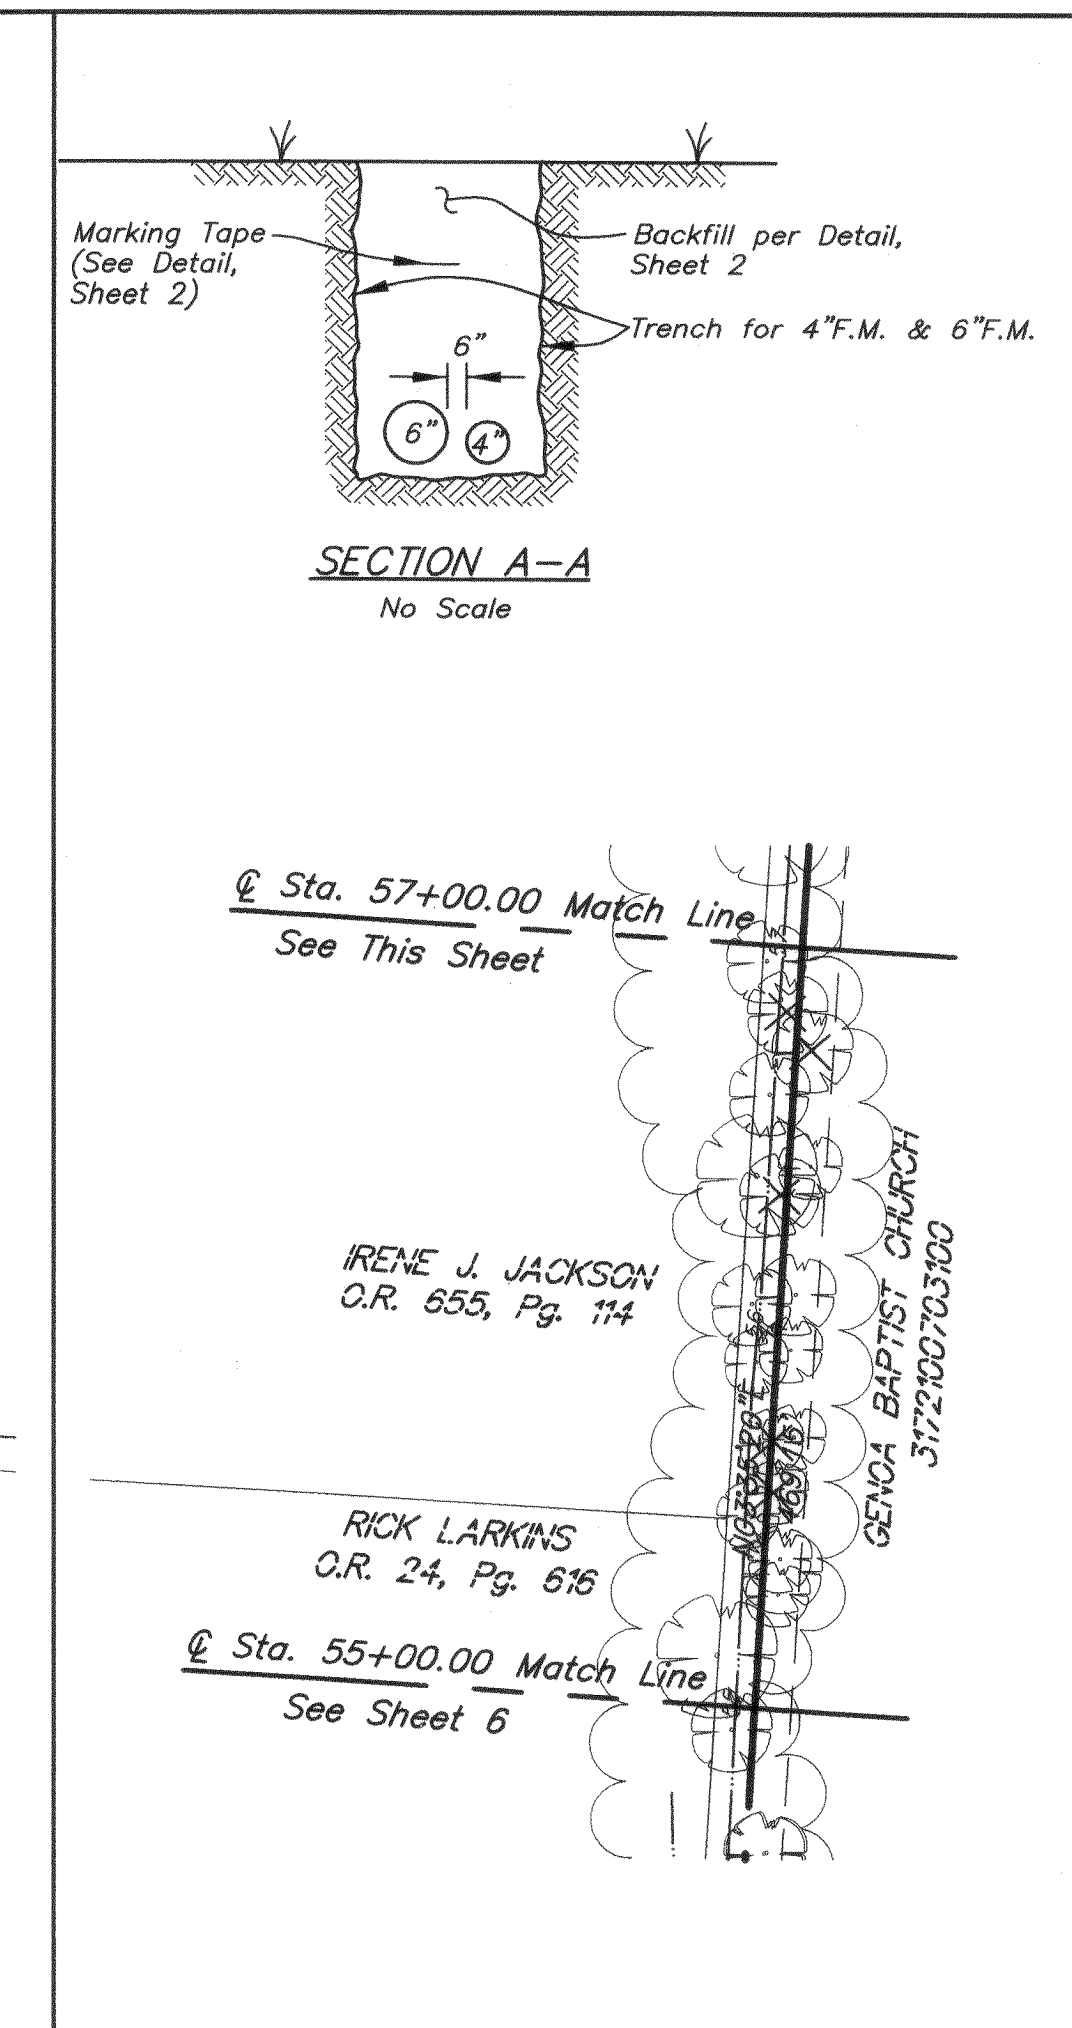 Marking Tape
(See Detail,
Sheet 2)
Backfill per Detail,
Sheet 2
Trench for 4"F.M. & 6"F.M.
6"
6"
4"
SECTION A-A
No Scale
℄ Sta. 57+00.00 Match Line
See This Sheet
IRENE J. JACKSON
O.R. 655, Pg. 114
GENOA BAPTIST CHURCH
31772100703100
RICK LARKINS
O.R. 24, Pg. 616
℄ Sta. 55+00.00 Match Line
See Sheet 6